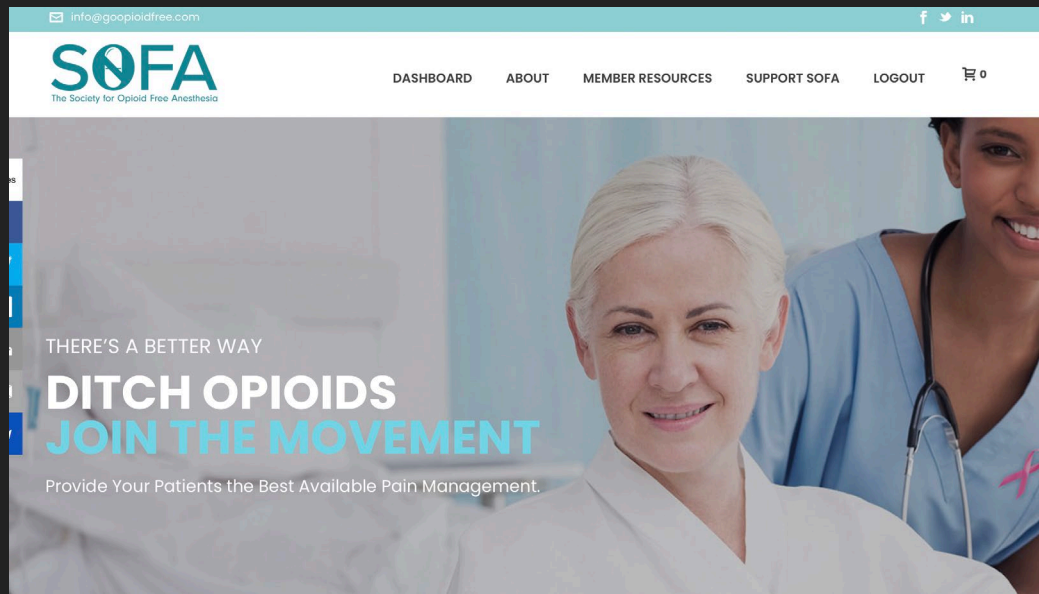 info@goopioidfree.com
SOFA
The Society for Opioid Free Anesthesia
DASHBOARD ABOUT MEMBER RESOURCES SUPPORT SOFA LOGOUT 0
THERE'S A BETTER WAY
DITCH OPIOIDS
JOIN THE MOVEMENT
Provide Your Patients the Best Available Pain Management.